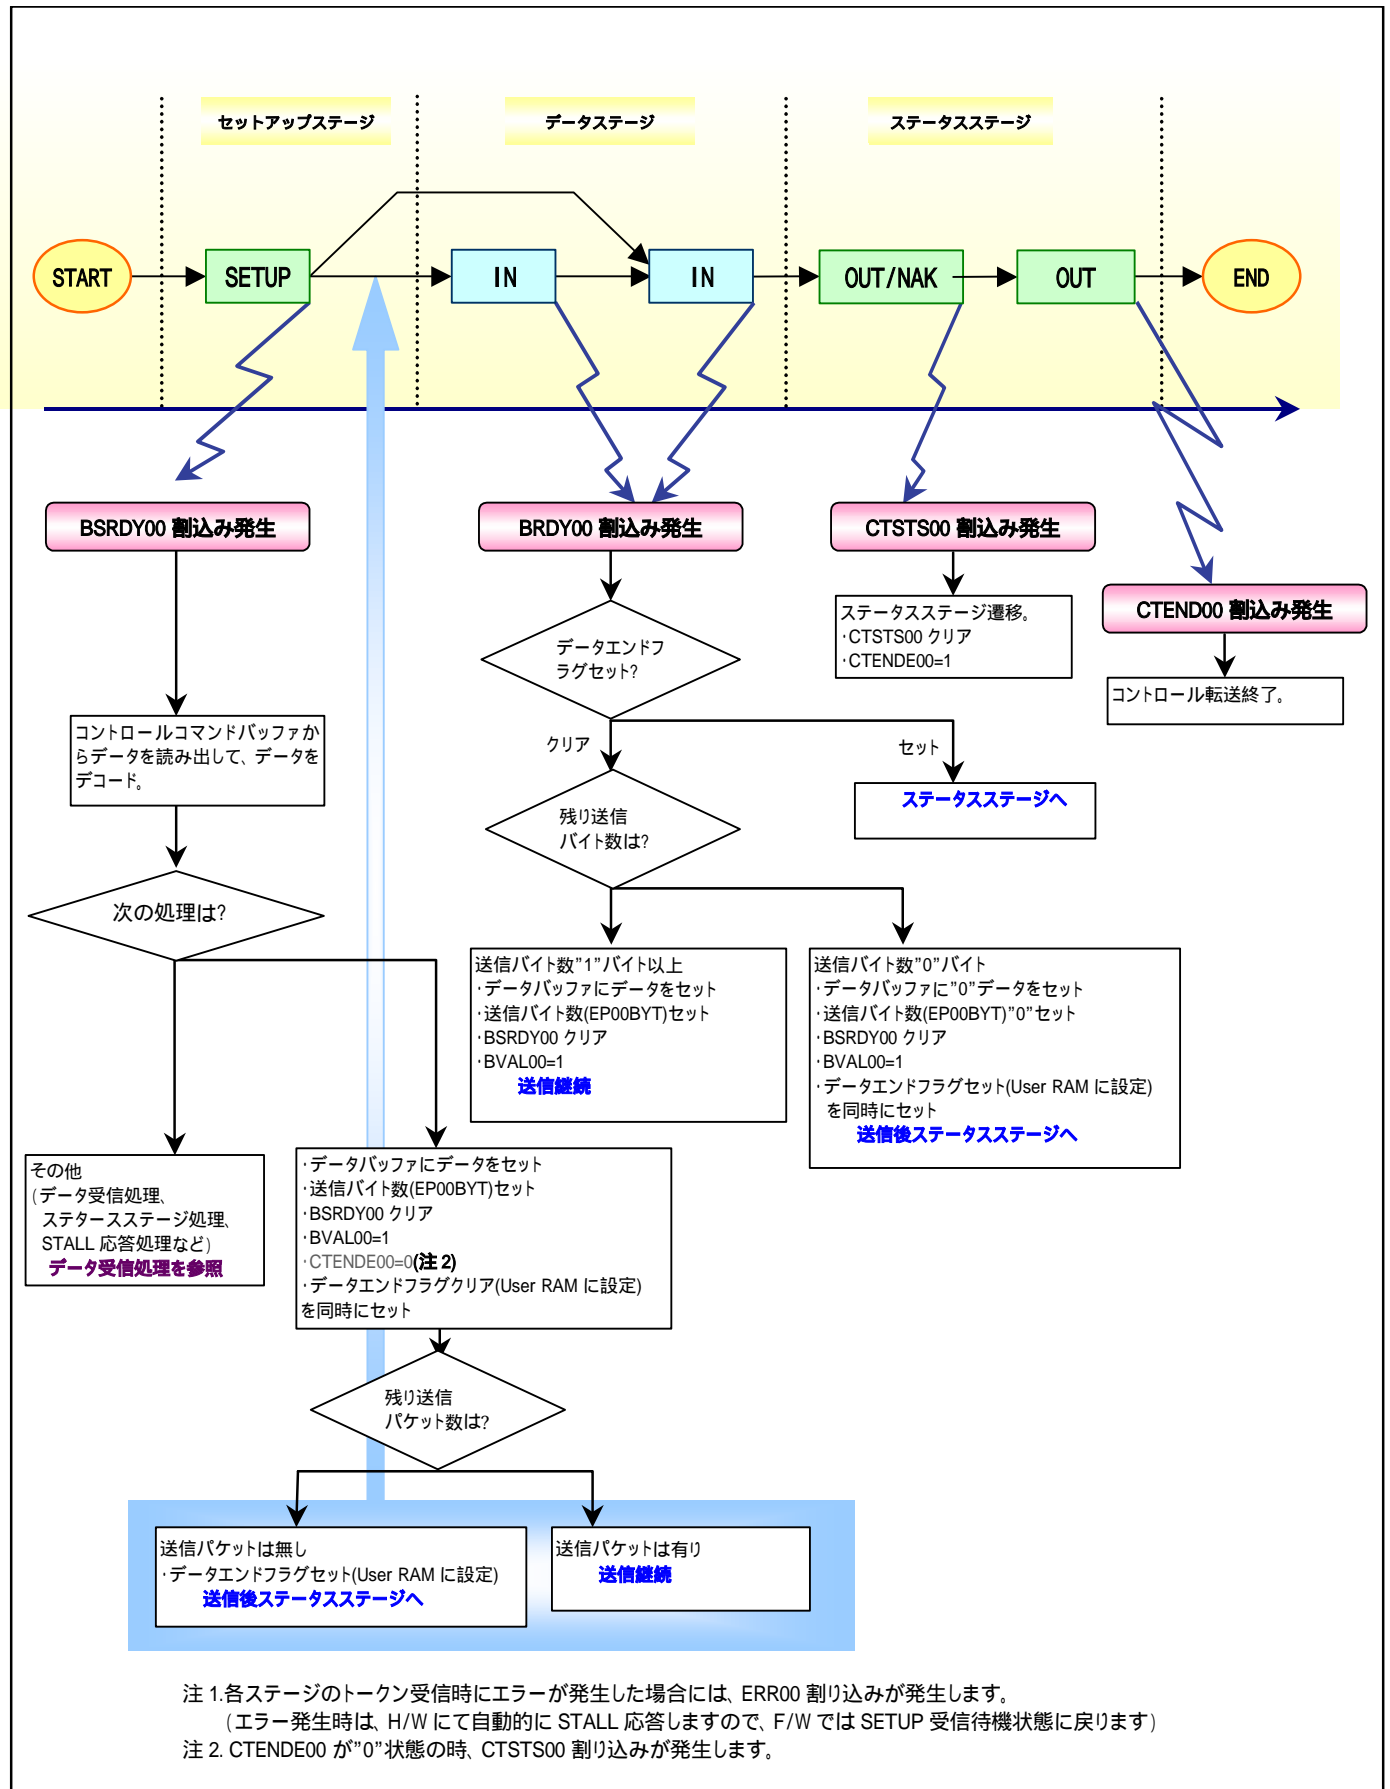 セットアップステージ
データステージ
ステータスステージ
START
SETUP
IN
IN
OUT/NAK
OUT
END
BSRDY00 割込み発生
BRDY00 割込み発生
CTSTS00 割込み発生
CTEND00 割込み発生
ステータスステージ遷移。
・CTSTS00 クリア
・CTENDE00=1
コントロール転送終了。
データエンドフ
ラグセット?
クリア
セット
ステータスステージへ
コントロールコマンドバッファか
らデータを読み出して、データを
デコード。
残り送信
バイト数は?
次の処理は?
送信バイト数”1”バイト以上
・データバッファにデータをセット
・送信バイト数(EP00BYT)セット
・BSRDY00 クリア
・BVAL00=1
送信継続
送信バイト数”0”バイト
・データバッファに”0”データをセット
・送信バイト数(EP00BYT)”0”セット
・BSRDY00 クリア
・BVAL00=1
・データエンドフラグセット(User RAM に設定)
を同時にセット
送信後ステータスステージへ
その他
(データ受信処理、
ステタースステージ処理、
STALL 応答処理など)
データ受信処理を参照
・データバッファにデータをセット
・送信バイト数(EP00BYT)セット
・BSRDY00 クリア
・BVAL00=1
・CTENDE00=0(注 2)
・データエンドフラグクリア(User RAM に設定)
を同時にセット
残り送信
パケット数は?
送信パケットは無し
・データエンドフラグセット(User RAM に設定)
送信後ステータスステージへ
送信パケットは有り
送信継続
注 1.各ステージのトークン受信時にエラーが発生した場合には、ERR00 割り込みが発生します。
(エラー発生時は、H/W にて自動的に STALL 応答しますので、F/W では SETUP 受信待機状態に戻ります)
注 2. CTENDE00 が”0”状態の時、CTSTS00 割り込みが発生します。